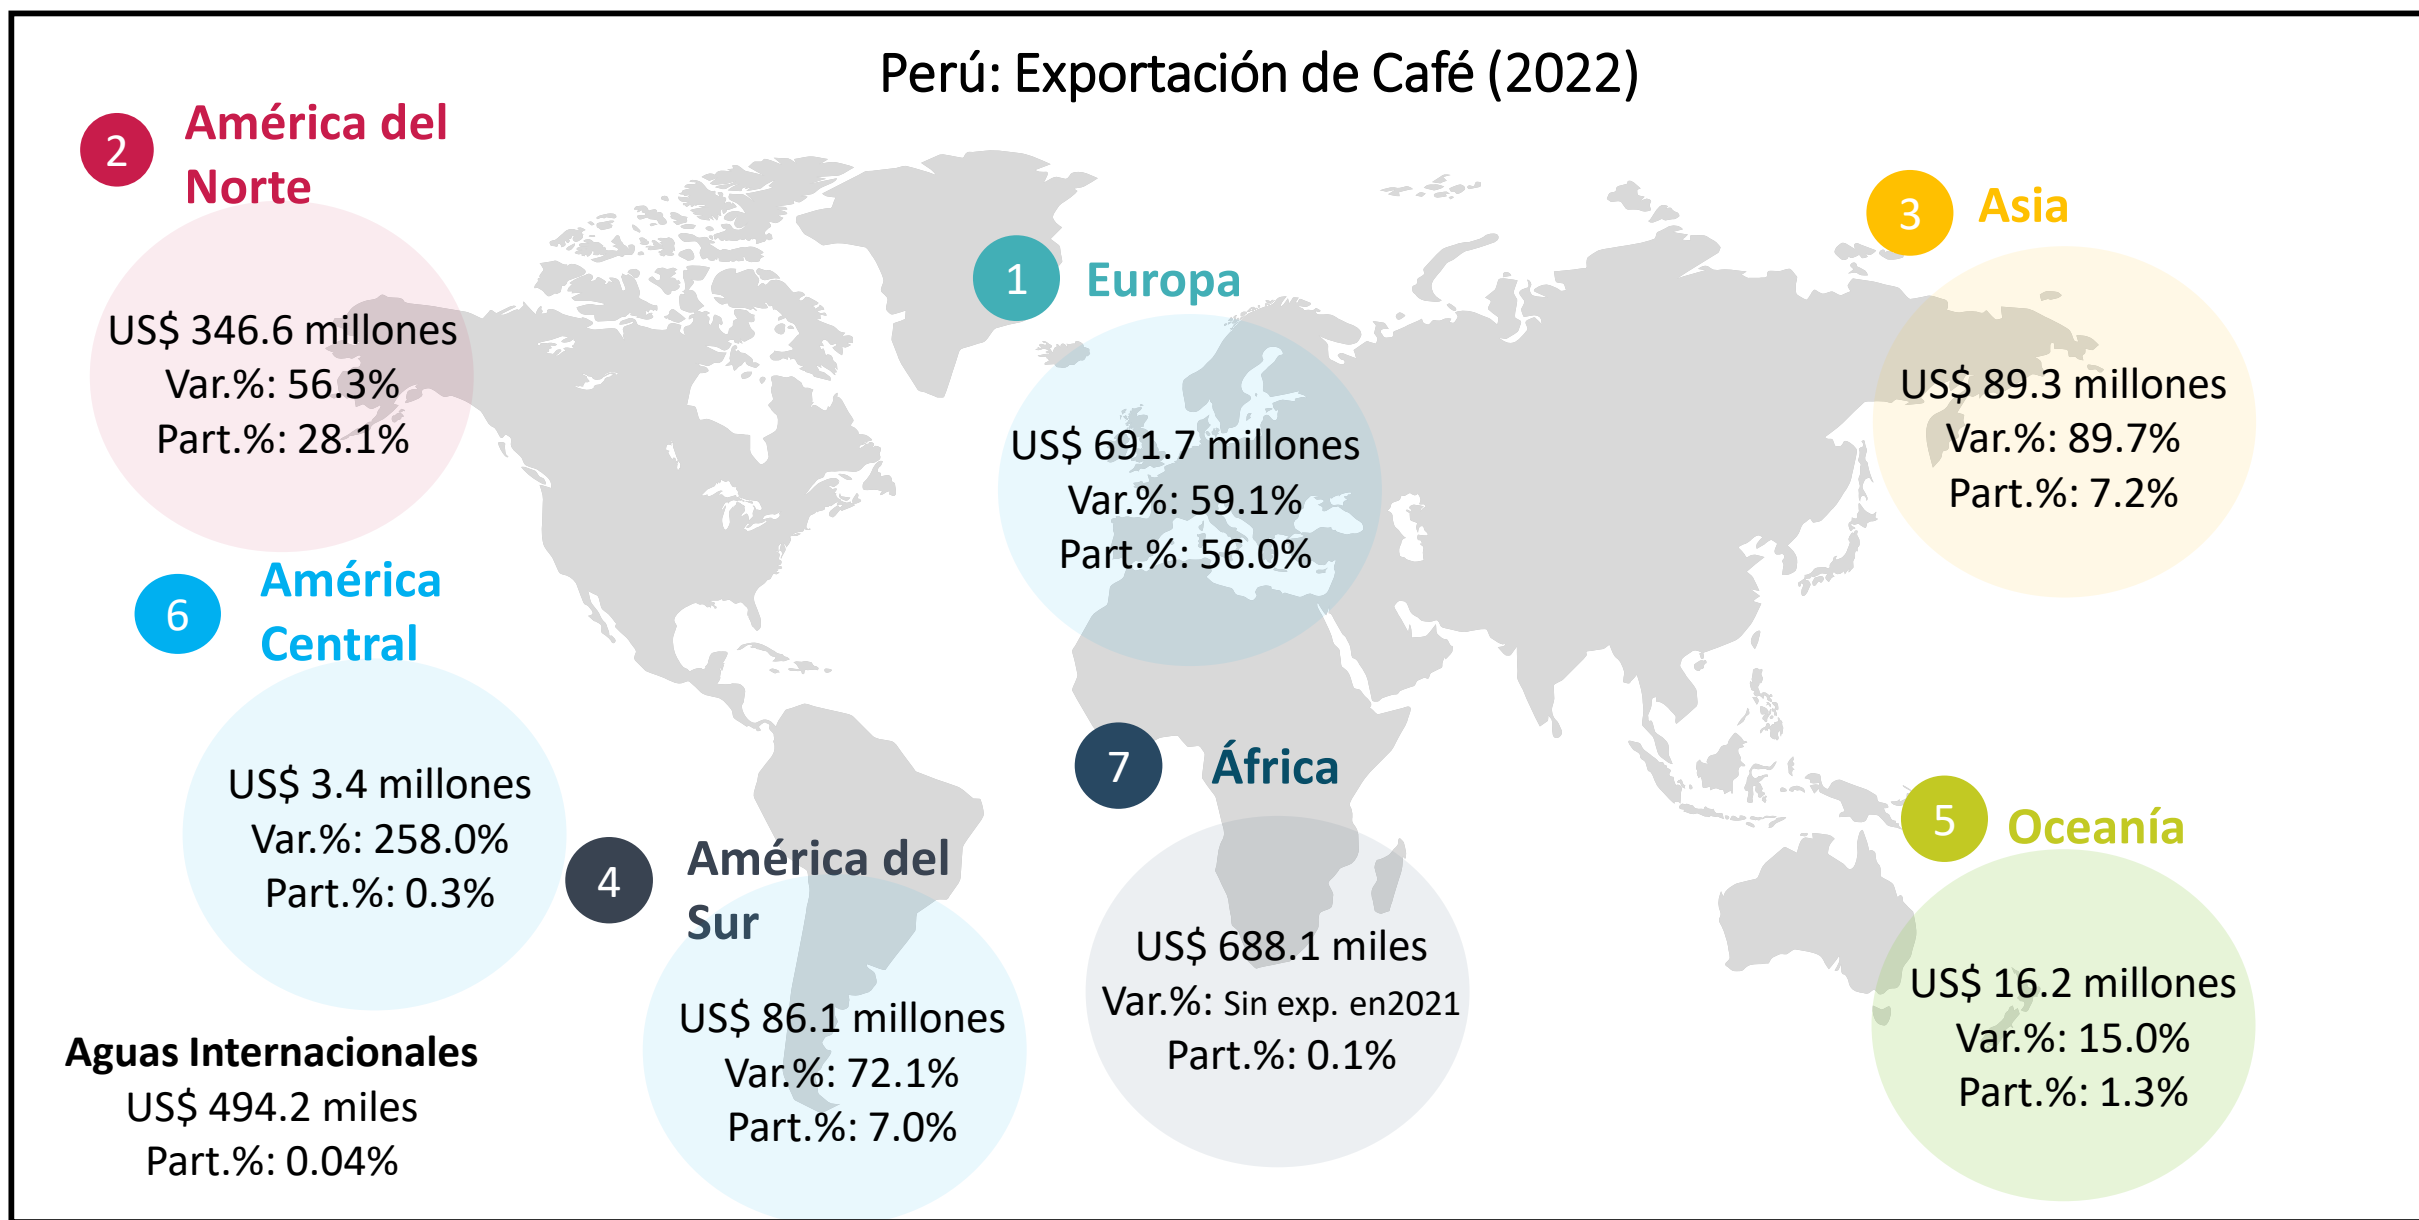 Perú: Exportación de Café (2022)
2
América del
Norte
US$ 346.6 millones
Var.%: 56.3%
Part.%: 28.1%
1
Europa
US$ 691.7 millones
Var.%: 59.1%
Part.%: 56.0%
3
Asia
US$ 89.3 millones
Var.%: 89.7%
Part.%: 7.2%
6
América
Central
US$ 3.4 millones
Var.%: 258.0%
Part.%: 0.3%
4
América del
Sur
US$ 86.1 millones
Var.%: 72.1%
Part.%: 7.0%
7
África
US$ 688.1 miles
Var.%: Sin exp. en2021
Part.%: 0.1%
5
Oceanía
US$ 16.2 millones
Var.%: 15.0%
Part.%: 1.3%
Aguas Internacionales
US$ 494.2 miles
Part.%: 0.04%